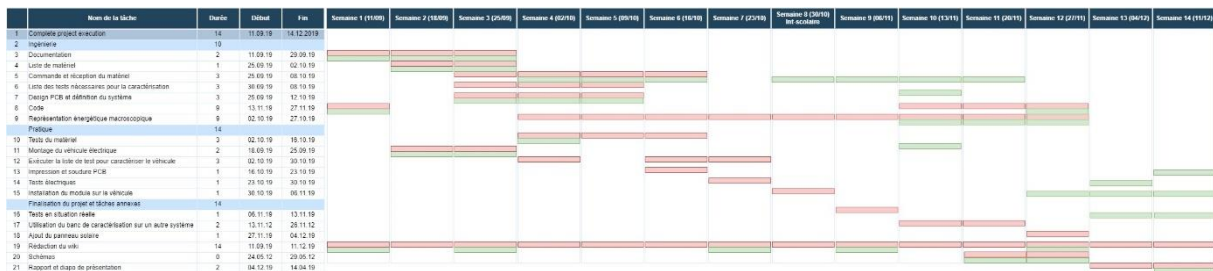 Nom de la tâche Durée Début Fin Semaine 1 (11/09) Semaine 2 (18/09) Semaine 3 (25/09) Semaine 4 (02/10) Semaine 5 (09/10) Semaine 6 (16/10) Semaine 7 (23/10) Semaine 8 (30/10) Int-scolaire Semaine 9 (06/11) Semaine 10 (13/11) Semaine 11 (20/11) Semaine 12 (27/11) Semaine 13 (04/12) Semaine 14 (11/12)
1 Complete project execution 14 11.09.19 14.12.2019
2 Ingénierie 10
3 Documentation 2 11.09.19 29.09.19
4 Liste de matériel 1 25.09.19 02.10.19
5 Commande et réception du matériel 3 25.09.19 08.10.19
6 Liste des tests nécessaires pour la caractérisation 3 30.09.19 08.10.19
7 Design PCB et définition du système 3 25.09.19 12.10.19
8 Code 9 13.11.19 27.11.19
9 Représentation énergétique macroscopique 9 02.10.19 27.10.19
Pratique 14
10 Tests du matériel 3 02.10.19 18.10.19
11 Montage du véhicule électrique 2 18.09.19 25.09.19
12 Exécuter la liste de test pour caractériser le véhicule 3 02.10.19 30.10.19
13 Impression et soudure PCB 1 16.10.19 23.10.19
14 Tests électriques 1 23.10.19 30.10.19
15 Installation du module sur le véhicule 1 30.10.19 06.11.19
Finalisation du projet et tâches annexes 14
16 Tests en situation réelle 1 06.11.19 13.11.19
17 Utilisation du banc de caractérisation sur un autre système 2 13.11.12 26.11.12
18 Ajout du panneau solaire 1 27.11.19 04.12.19
19 Rédaction du wiki 14 11.09.19 11.12.19
20 Schémas 0 24.05.12 29.05.12
21 Rapport et diapo de présentation 2 04.12.19 14.04.19